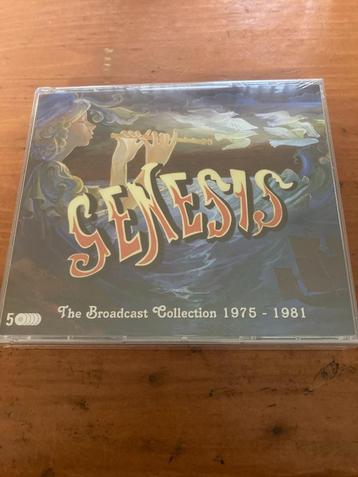 GENESIS
5 The Broadcast Collection 1975 - 1981